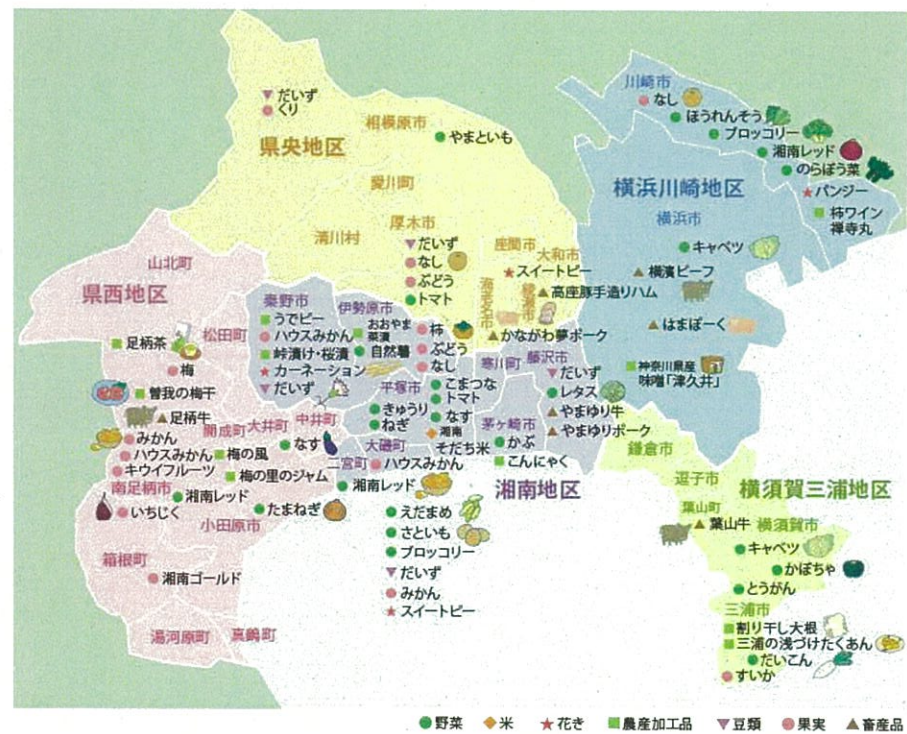 だいず
くり
相模原市
やまといも
県央地区
愛川町
清川村
厚木市
だいず
なし
ぶどう
トマト
座間市
大和市
スイートピー
海老名市
綾瀬市
高座豚手造りハム
かながわ夢ポーク
川崎市
なし
ほうれんそう
ブロッコリー
湘南レッド
のらぼう菜
パンジー
柿ワイン
禅寺丸
横浜川崎地区
横浜市
キャベツ
横濱ビーフ
はまぽーく
神奈川県産
味噌「津久井」
山北町
県西地区
松田町
足柄茶
梅
曽我の梅干
足柄牛
みかん
ハウスみかん
キウイフルーツ
開成町
大井町
中井町
梅の風
なす
梅の里のジャム
南足柄市
湘南レッド
いちじく
たまねぎ
小田原市
箱根町
湘南ゴールド
湯河原町
真鶴町
秦野市
うでピー
ハウスみかん
峠漬け・桜漬
カーネーション
だいず
伊勢原市
おおやま
菜漬
自然薯
柿
ぶどう
なし
平塚市
きゅうり
ねぎ
こまつな
トマト
なす
湘南
そだち米
大磯町
二宮町
ハウスみかん
湘南レッド
えだまめ
さといも
ブロッコリー
だいず
みかん
スイートピー
寒川町
藤沢市
だいず
レタス
やまゆり牛
やまゆりポーク
茅ヶ崎市
かぶ
こんにゃく
湘南地区
鎌倉市
逗子市
横須賀三浦地区
葉山町
葉山牛
横須賀市
キャベツ
かぼちゃ
とうがん
三浦市
割り干し大根
三浦の浅づけたくあん
だいこん
すいか
野菜 米 花き 農産加工品 豆類 果実 畜産品